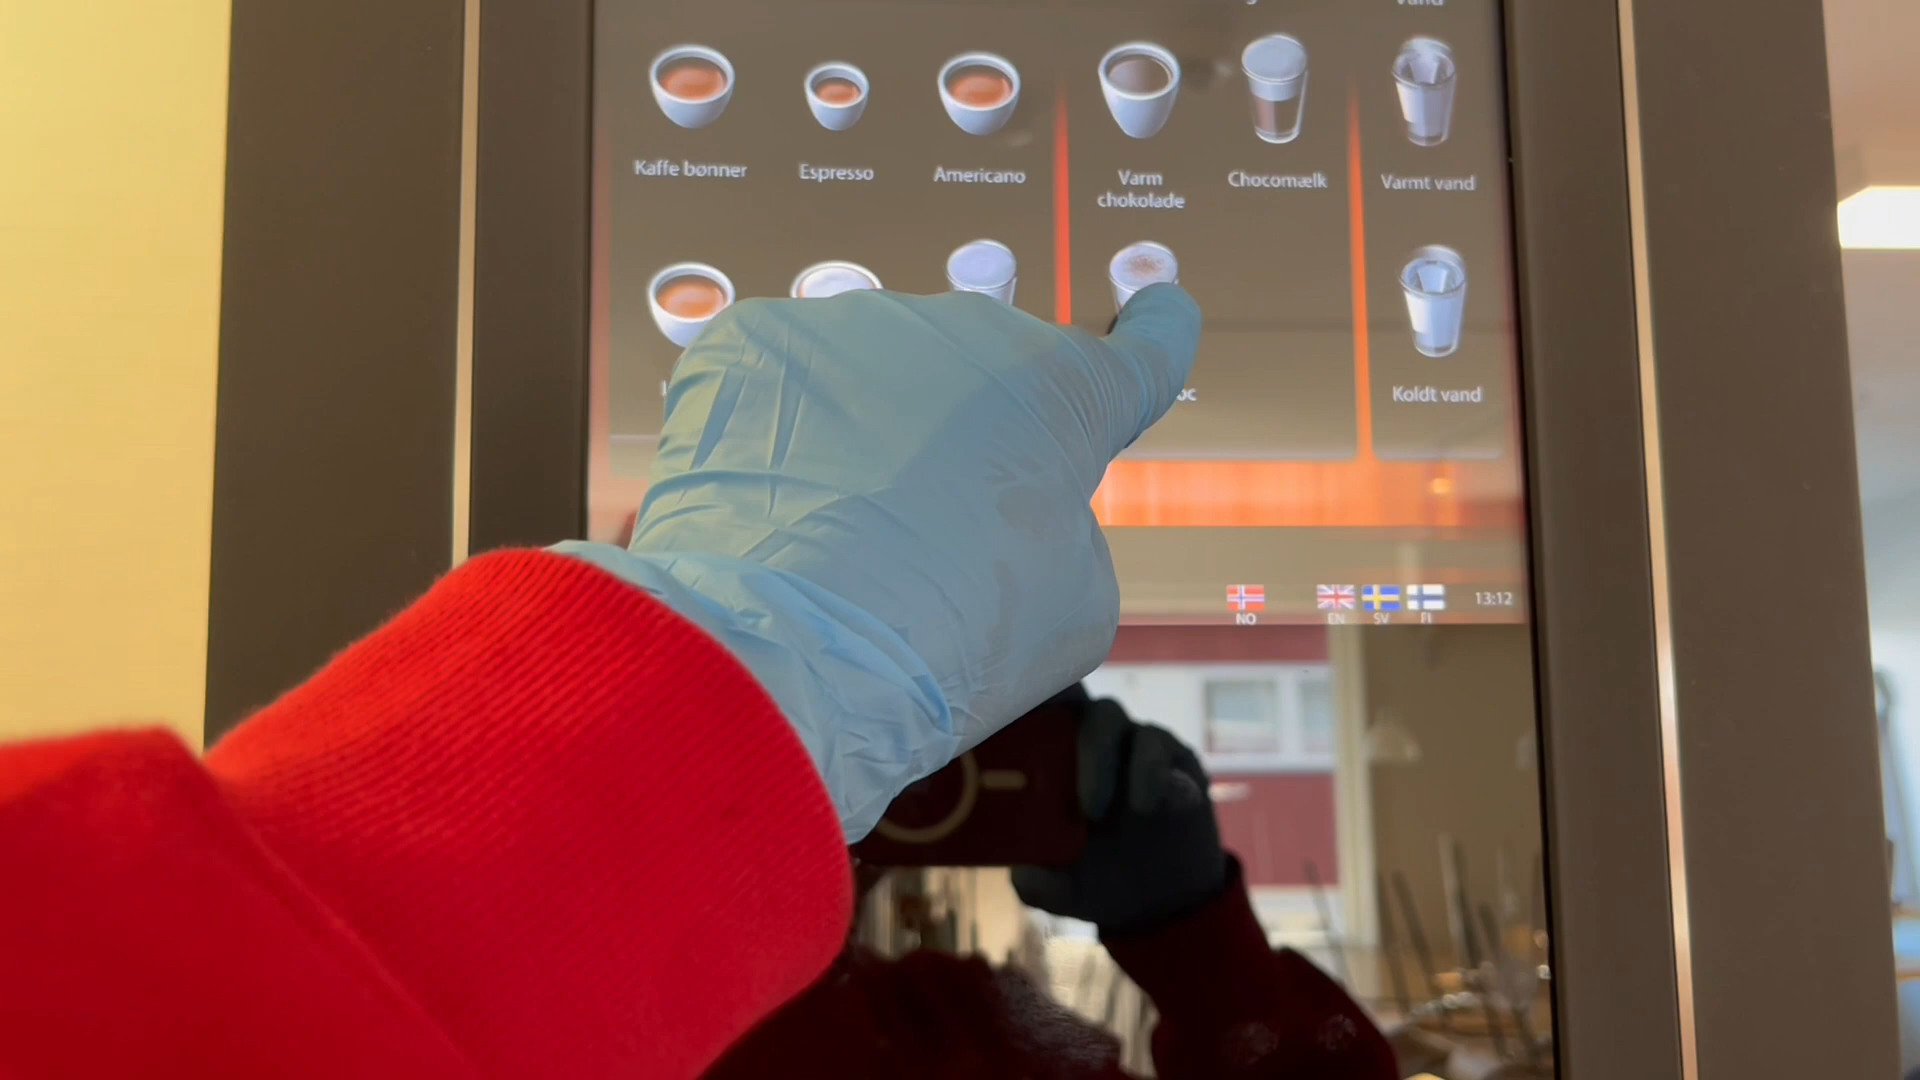 Kaffe bønner
Espresso
Americano
Varm
chokolade
Chocomælk
Varmt vand
Koldt vand
13:12
NO
EN
SV
FI